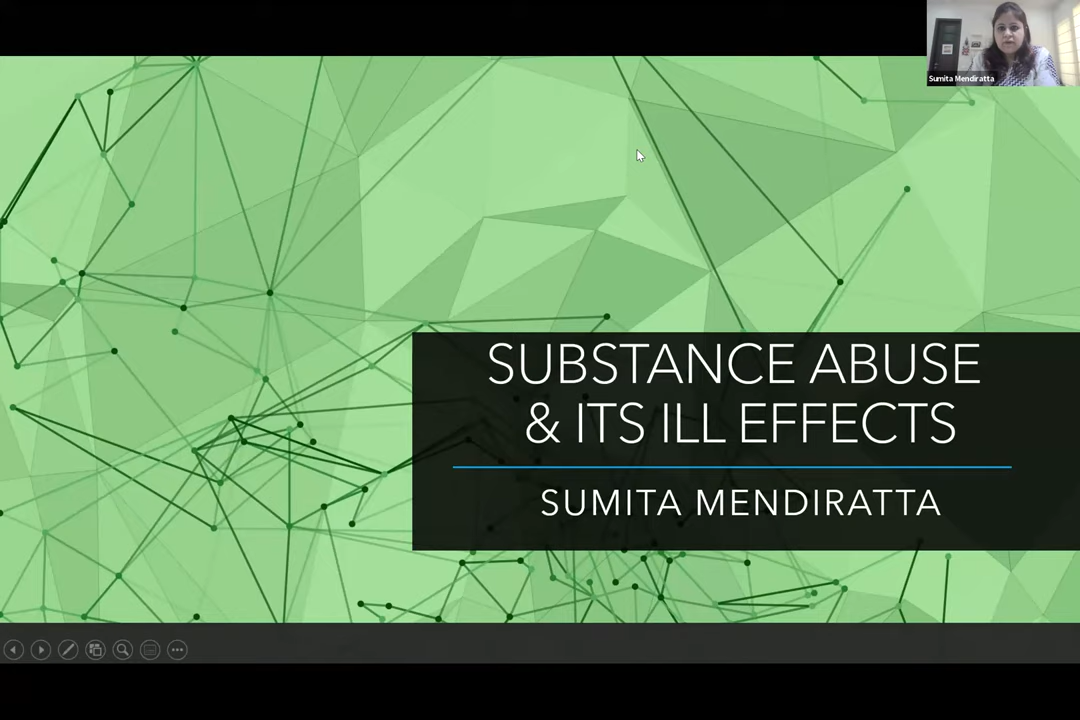 Sumita Mendiratta
SUBSTANCE ABUSE
& ITS ILL EFFECTS
SUMITA MENDIRATTA